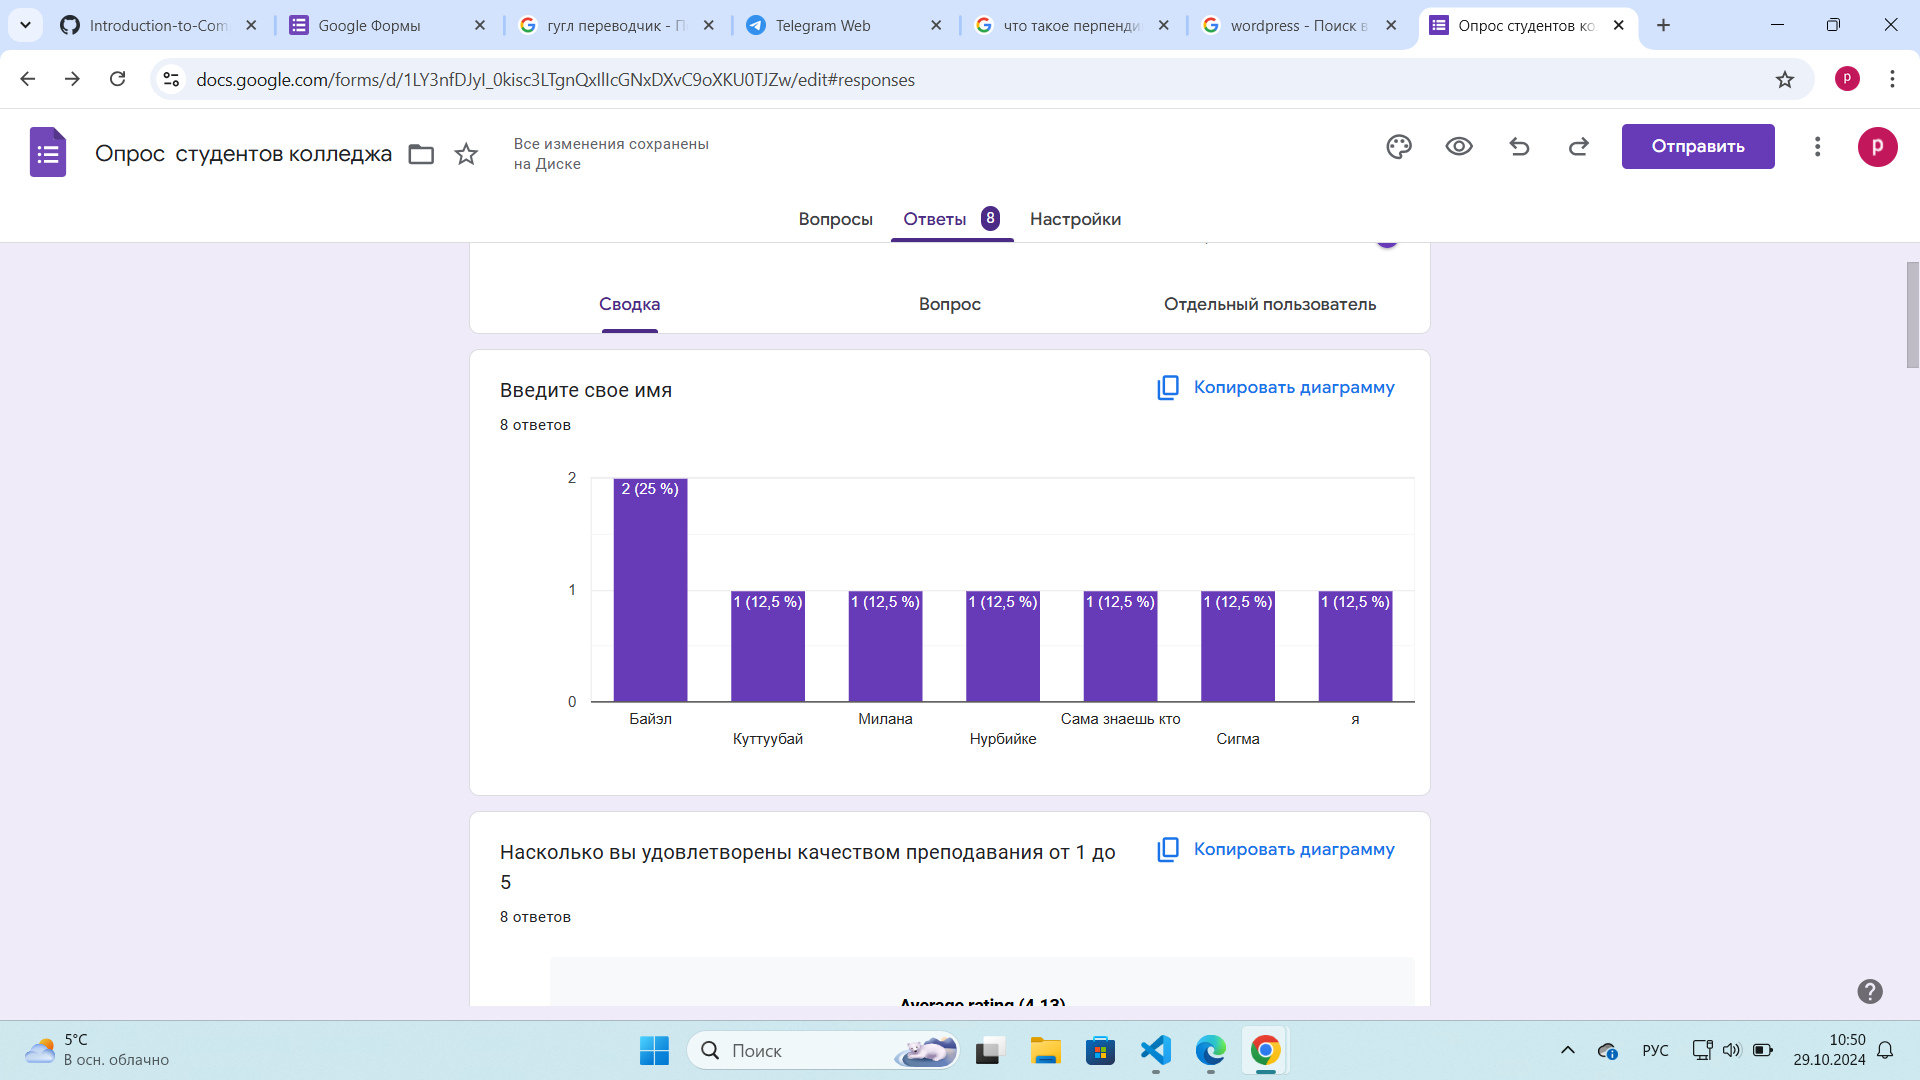 Introduction-to-Com
Google Формы
гугл переводчик - П
Telegram Web
что такое перпенди
wordpress - Поиск в
Опрос студентов ко
docs.google.com/forms/d/1LY3nfDJyI_0kisc3LTgnQxIlIcGNxDXvC9oXKU0TJZw/edit#responses
p
Опрос  студентов колледжа
Все изменения сохранены
на Диске
Отправить
p
Вопросы
Ответы 8
Настройки
Сводка
Вопрос
Отдельный пользователь
Введите свое имя
Копировать диаграмму
8 ответов
2
1
0
2 (25 %)
1 (12,5 %)
1 (12,5 %)
1 (12,5 %)
1 (12,5 %)
1 (12,5 %)
1 (12,5 %)
Байэл
Куттуубай
Милана
Нурбийке
Сама знаешь кто
Сигма
я
Насколько вы удовлетворены качеством преподавания от 1 до
5
Копировать диаграмму
8 ответов
Average rating (4.13)
5°C
В осн. облачно
Поиск
РУС
10:50
29.10.2024